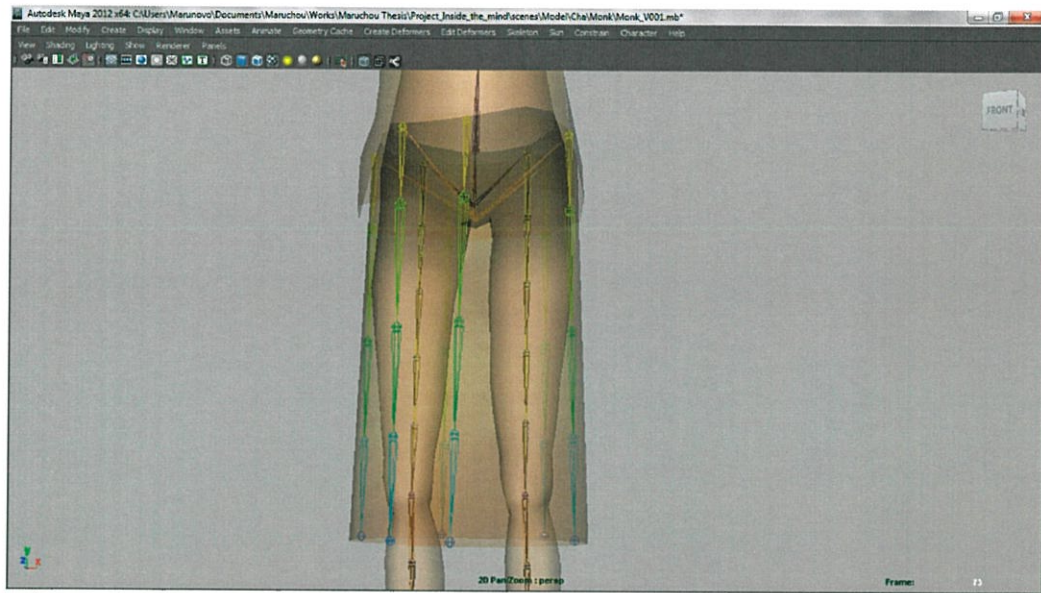 Autodesk Maya 2012 x64: C:\Users\Marunovo\Documents\Maruchou\Works\Maruchou Thesis\Project_Inside_the_mind\scenes\Model\Cha\Monk\Monk_V001.mb*
File Edit Modify Create Display Window Assets Animate Geometry Cache Create Deformers Edit Deformers Skeleton Skin Constrain Character Help
View Shading Lighting Show Renderer Panels
FRONT
y
z x
2D Pan/Zoom : persp
Frame: